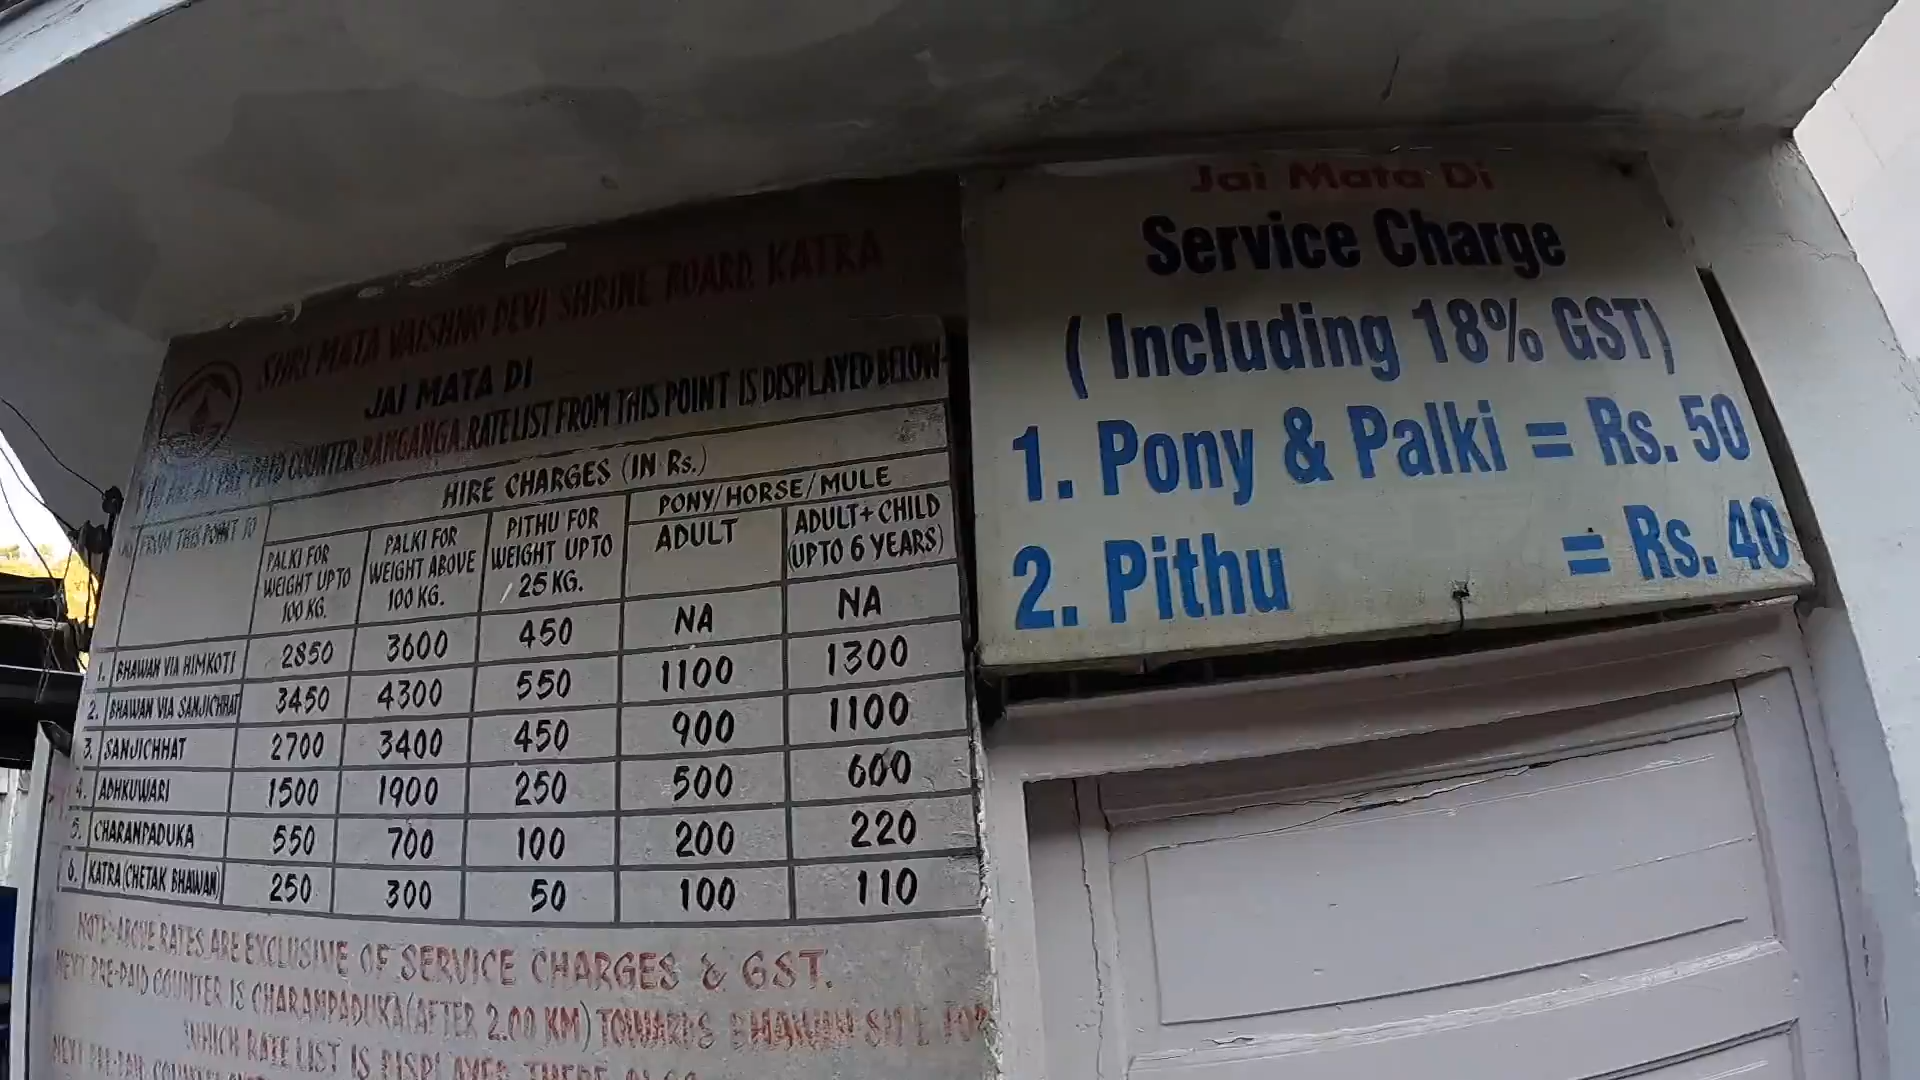 SHRI MATA VAISHNO DEVI SHRINE BOARD, KATRA
JAI MATA DI
COUNTER BANGANGA. RATE LIST FROM THIS POINT IS DISPLAYED BELOW-
HIRE CHARGES (IN Rs.)
FROM THIS POINT TO
PALKI FOR WEIGHT UPTO 100 KG.
PALKI FOR WEIGHT ABOVE 100 KG.
PITHU FOR WEIGHT UPTO 25 KG.
PONY/HORSE/MULE
ADULT
ADULT+CHILD (UPTO 6 YEARS)
1. BHAWAN VIA HIMKOTI 2850 3600 450 NA NA
2. BHAWAN VIA SANJICHHAT 3450 4300 550 1100 1300
3. SANJICHHAT 2700 3400 450 900 1100
4. ADHKUWARI 1500 1900 250 500 600
5. CHARANPADUKA 550 700 100 200 220
6. KATRA (CHETAK BHAWAN) 250 300 50 100 110
NOTE:-ABOVE RATES ARE EXCLUSIVE OF SERVICE CHARGES & GST.
NEXT PRE-PAID COUNTER IS CHARANPADUKA (AFTER 2.00 KM) TOWARDS BHAWAN FOR
WHICH RATE LIST IS DISPLAYED THERE ALSO
NEXT PRE-PAID
Jai Mata Di
Service Charge
( Including 18% GST)
1. Pony & Palki = Rs. 50
2. Pithu = Rs. 40